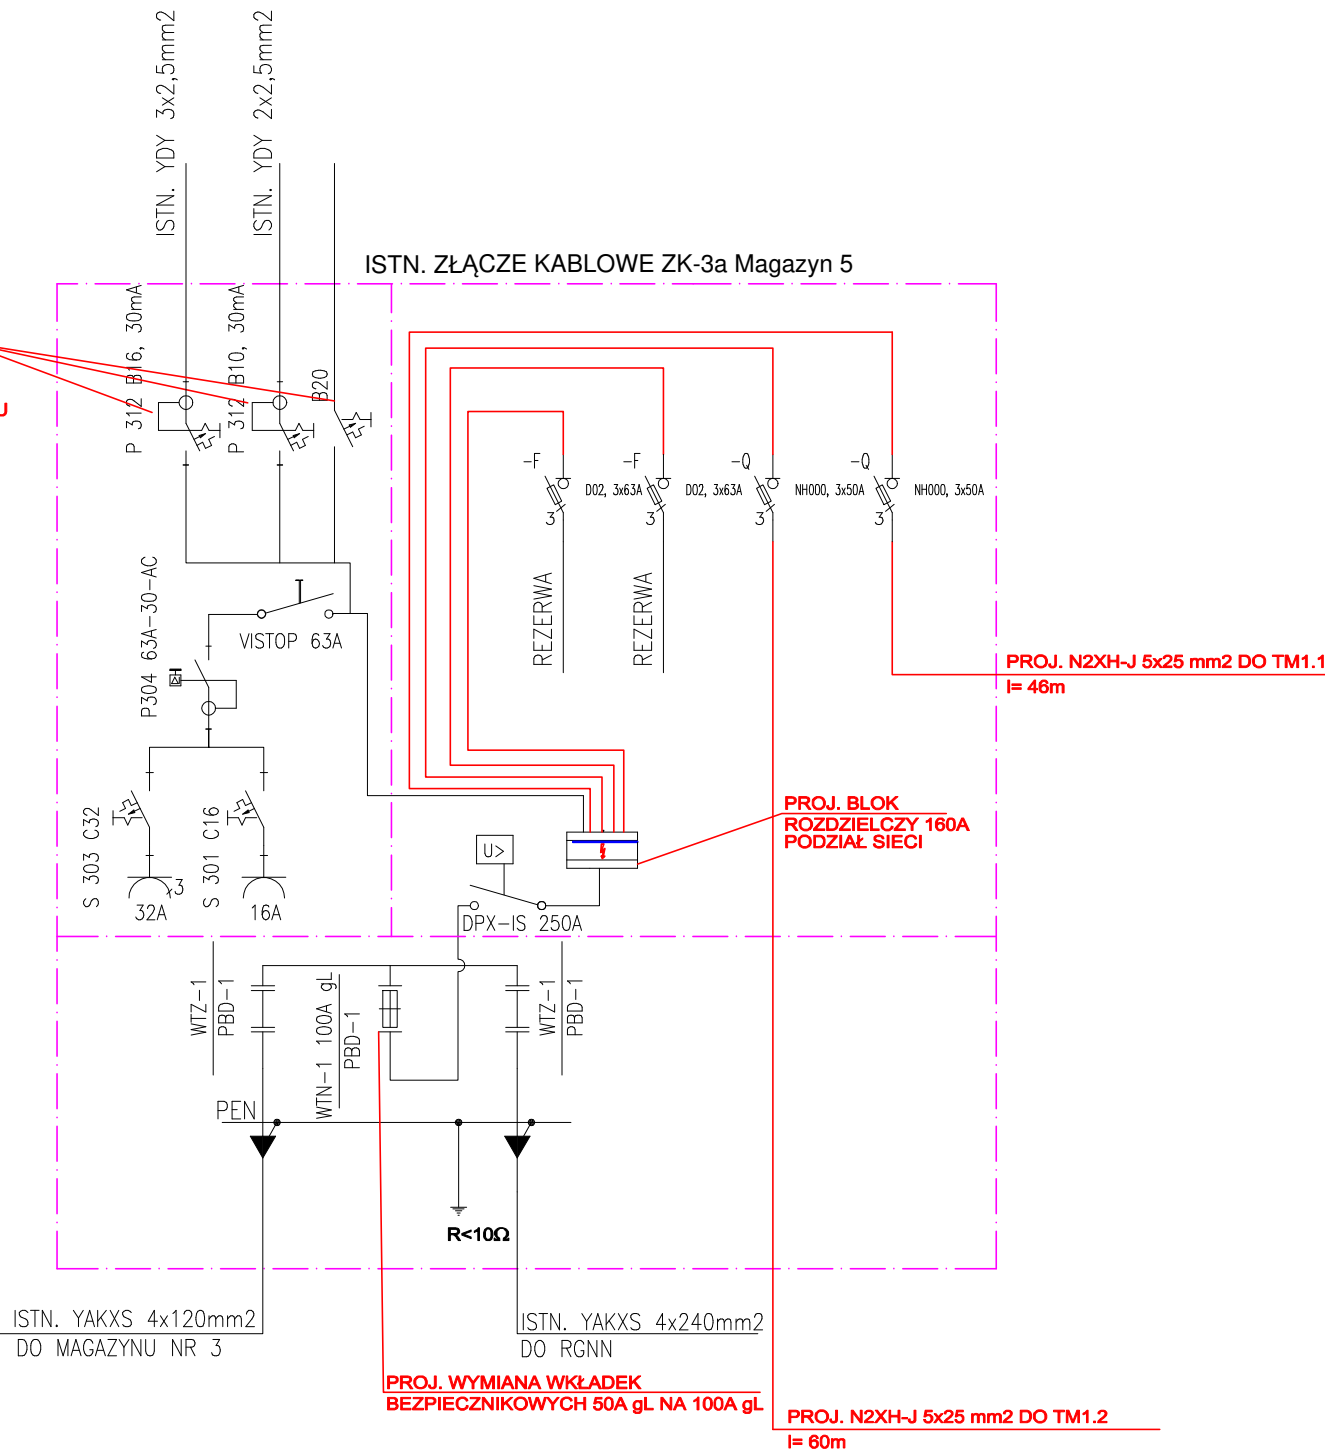 ISTN. YDY 3x2,5mm2
ISTN. YDY 2x2,5mm2
ISTN. ZŁĄCZE KABLOWE ZK-3a Magazyn 5
P 312 B16, 30mA
P 312 B10, 30mA
B20
U
-F
-F
-Q
-Q
D02, 3x63A
D02, 3x63A
NH000, 3x50A
NH000, 3x50A
3
3
3
3
REZERWA
REZERWA
P304 63A-30-AC
VISTOP 63A
PROJ. N2XH-J 5x25 mm2 DO TM1.1
l= 46m
PROJ. BLOK
ROZDZIELCZY 160A
PODZIAŁ SIECI
S 303 C32
S 301 C16
3
32A
16A
U>
DPX-IS 250A
WTZ-1
PBD-1
WTN-1 100A gL
PBD-1
WTZ-1
PBD-1
PEN
R<10Ω
ISTN. YAKXS 4x120mm2
DO MAGAZYNU NR 3
ISTN. YAKXS 4x240mm2
DO RGNN
PROJ. WYMIANA WKŁADEK
BEZPIECZNIKOWYCH 50A gL NA 100A gL
PROJ. N2XH-J 5x25 mm2 DO TM1.2
l= 60m